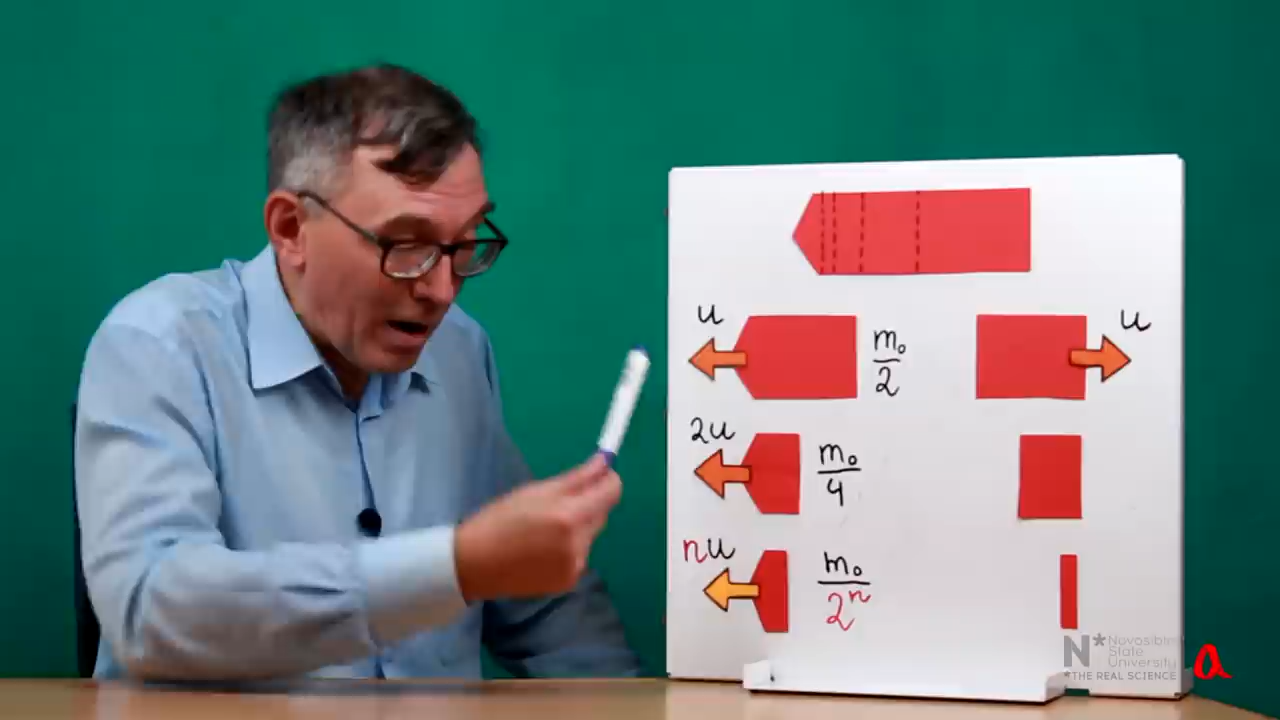 u
u
m₀/2
2u
m₀/4
nu
m₀/2ⁿ
N* Novosibirsk
State
University
*THE REAL SCIENCE
a